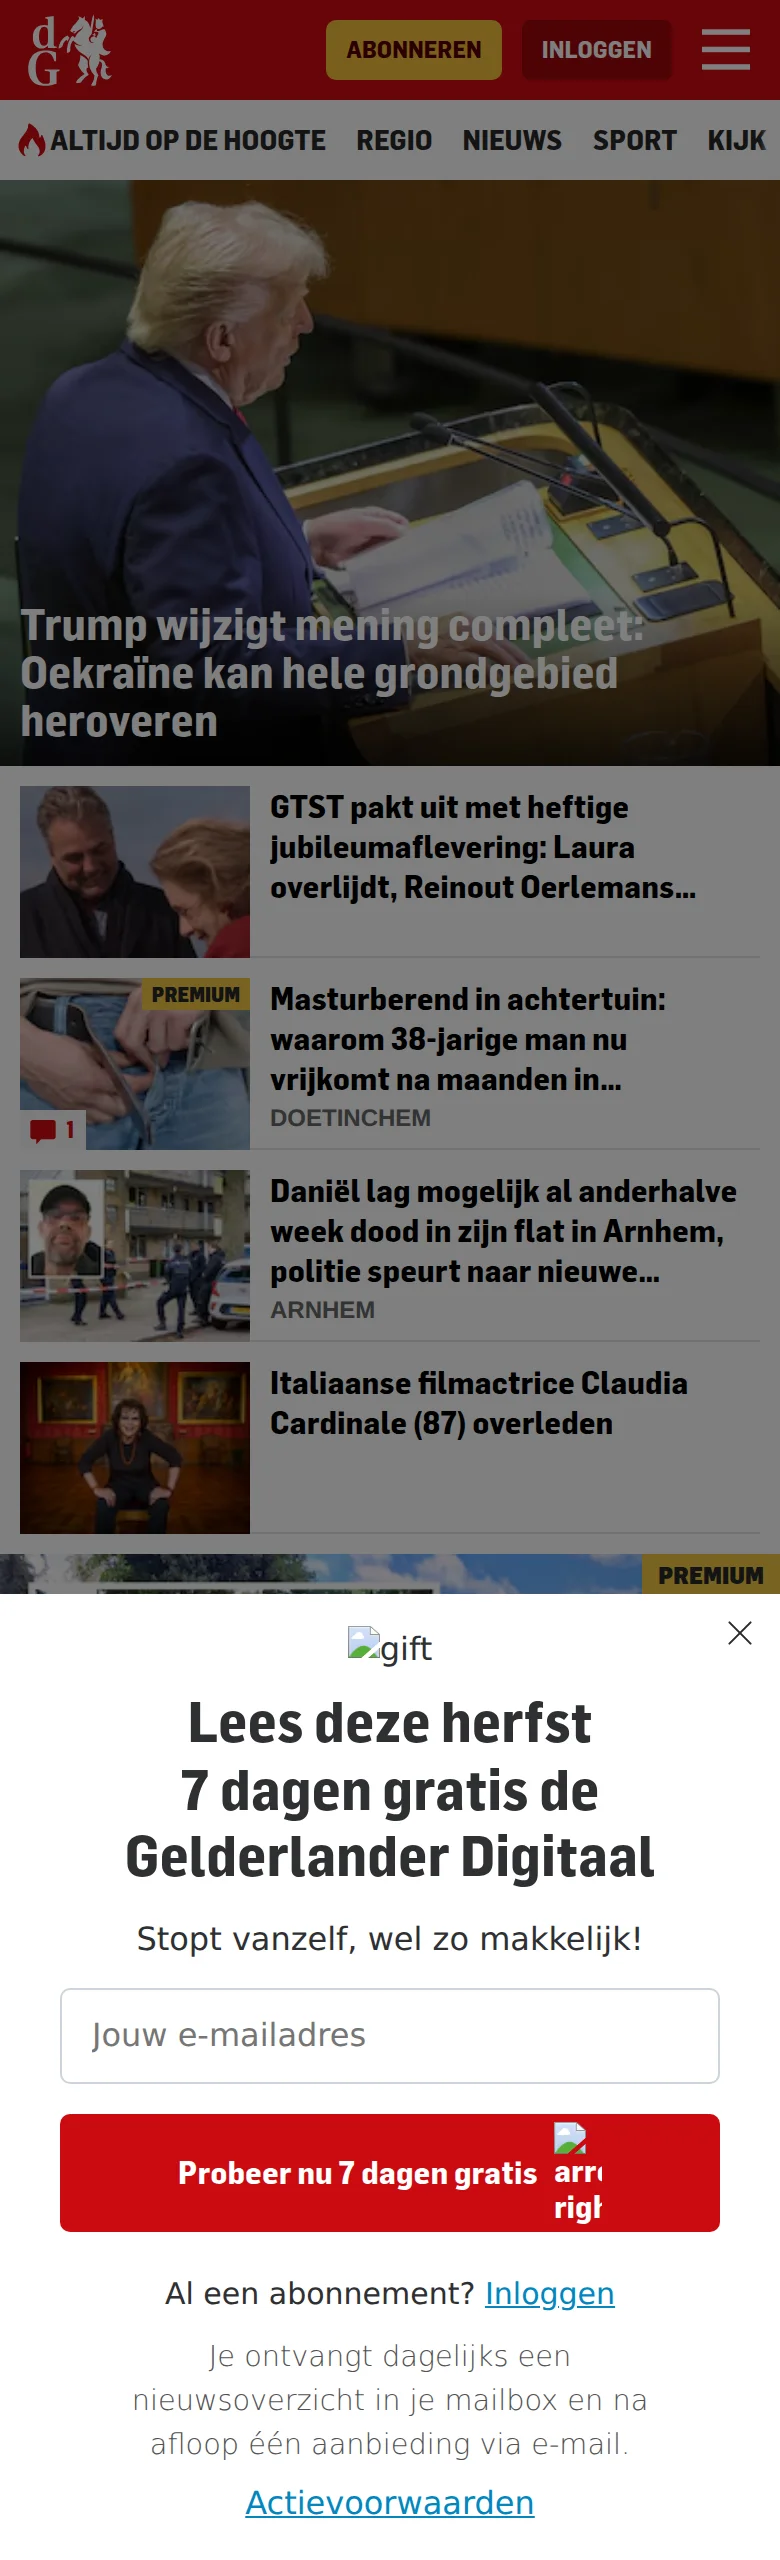 dG
ABONNEREN
INLOGGEN
ALTIJD OP DE HOOGTE REGIO NIEUWS SPORT KIJK
Trump wijzigt mening compleet:
Oekraïne kan hele grondgebied
heroveren
GTST pakt uit met heftige
jubileumaflevering: Laura
overlijdt, Reinout Oerlemans...
PREMIUM
1
Masturberend in achtertuin:
waarom 38-jarige man nu
vrijkomt na maanden in...
DOETINCHEM
Daniël lag mogelijk al anderhalve
week dood in zijn flat in Arnhem,
politie speurt naar nieuwe...
ARNHEM
Italiaanse filmactrice Claudia
Cardinale (87) overleden
PREMIUM
gift
Lees deze herfst
7 dagen gratis de
Gelderlander Digitaal
Stopt vanzelf, wel zo makkelijk!
Jouw e-mailadres
Probeer nu 7 dagen gratis
Al een abonnement? Inloggen
Je ontvangt dagelijks een
nieuwsoverzicht in je mailbox en na
afloop één aanbieding via e-mail.
Actievoorwaarden